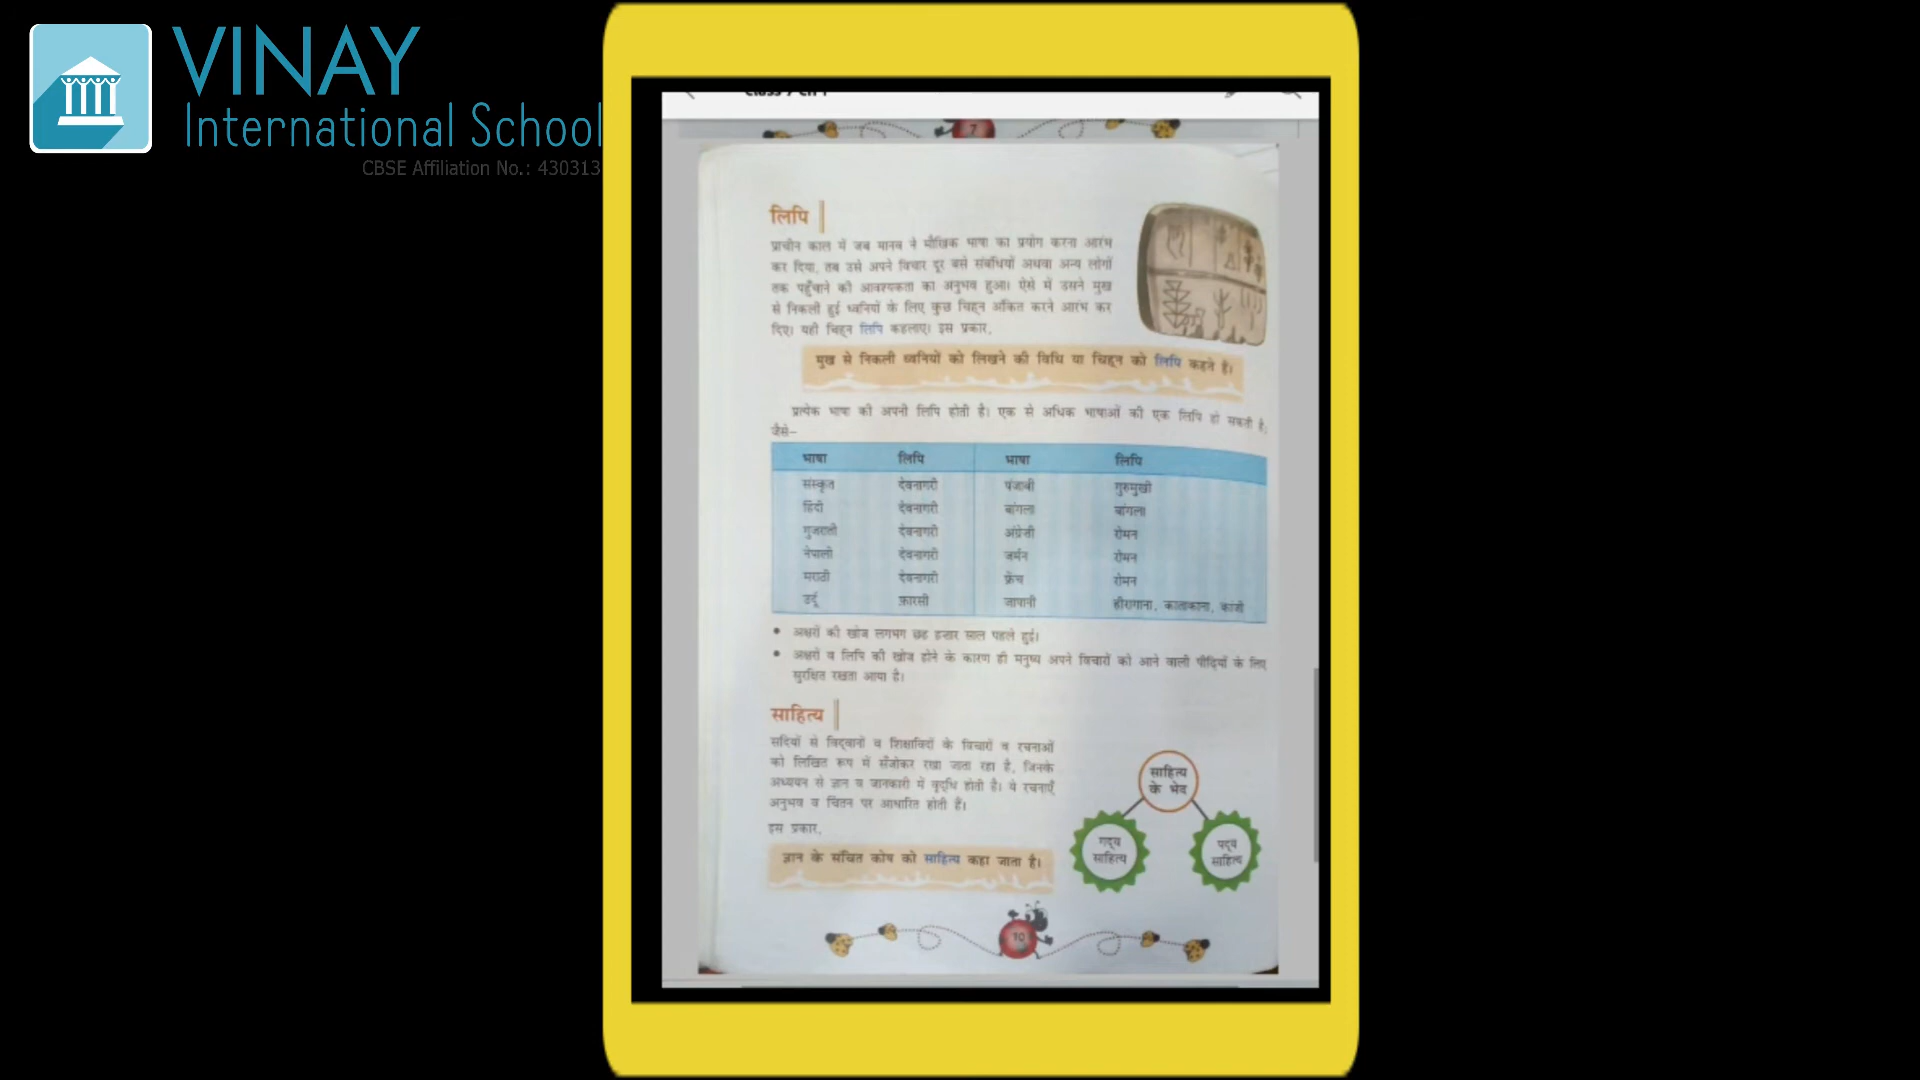 VINAY
International School
CBSE Affiliation No.: 430313
7
लिपि
प्राचीन काल में जब मानव ने मौखिक भाषा का प्रयोग करना आरंभ
कर दिया, तब उसे अपने विचार दूर बसे संबंधियों अथवा अन्य लोगों
तक पहुँचाने की आवश्यकता का अनुभव हुआ। ऐसे में उसने मुख
से निकली हुई ध्वनियों के लिए कुछ चिह्न अंकित करने आरंभ कर
दिए। यही चिह्न लिपि कहलाए। इस प्रकार,
मुख से निकली ध्वनियों को लिखने की विधि या चिह्न को लिपि कहते हैं।
प्रत्येक भाषा की अपनी लिपि होती है। एक से अधिक भाषाओं की एक लिपि हो सकती है,
जैसे–
भाषा लिपि भाषा लिपि
संस्कृत देवनागरी पंजाबी गुरुमुखी
हिंदी देवनागरी बांगला बांगला
गुजराती देवनागरी अंग्रेजी रोमन
नेपाली देवनागरी जर्मन रोमन
मराठी देवनागरी फ्रेंच रोमन
उर्दू फ़ारसी जापानी हीरागाना, काताकाना, कांजी
• अक्षरों की खोज लगभग छह हज़ार साल पहले हुई।
• अक्षरों व लिपि की खोज होने के कारण ही मनुष्य अपने विचारों को आने वाली पीढ़ियों के लिए
सुरक्षित रखता आया है।
साहित्य
सदियों से विद्वानों व शिक्षाविदों के विचारों व रचनाओं
को लिखित रूप में सँजोकर रखा जाता रहा है, जिनके
अध्ययन से ज्ञान व जानकारी में वृद्धि होती है। ये रचनाएँ
अनुभव व चिंतन पर आधारित होती हैं।
इस प्रकार,
ज्ञान के संचित कोष को साहित्य कहा जाता है।
साहित्य
के भेद
गद्य
साहित्य
पद्य
साहित्य
10